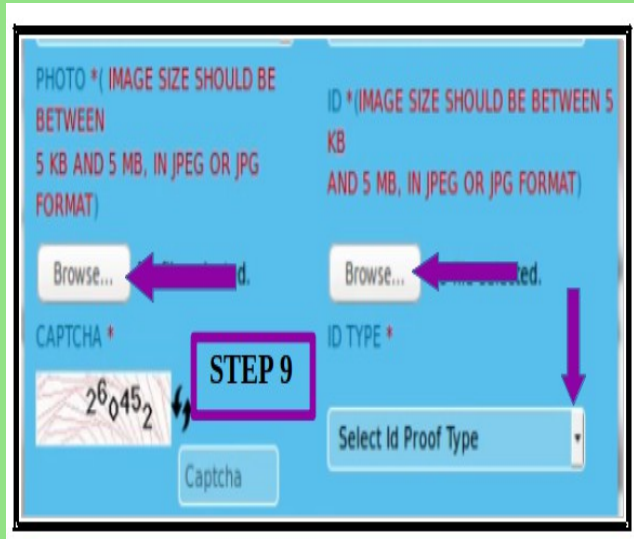 PHOTO *( IMAGE SIZE SHOULD BE
BETWEEN
5 KB AND 5 MB, IN JPEG OR JPG
FORMAT)
Browse...
CAPTCHA *
260452
STEP 9
Captcha
ID *(IMAGE SIZE SHOULD BE BETWEEN 5
KB
AND 5 MB, IN JPEG OR JPG FORMAT)
Browse...
ID TYPE *
Select Id Proof Type